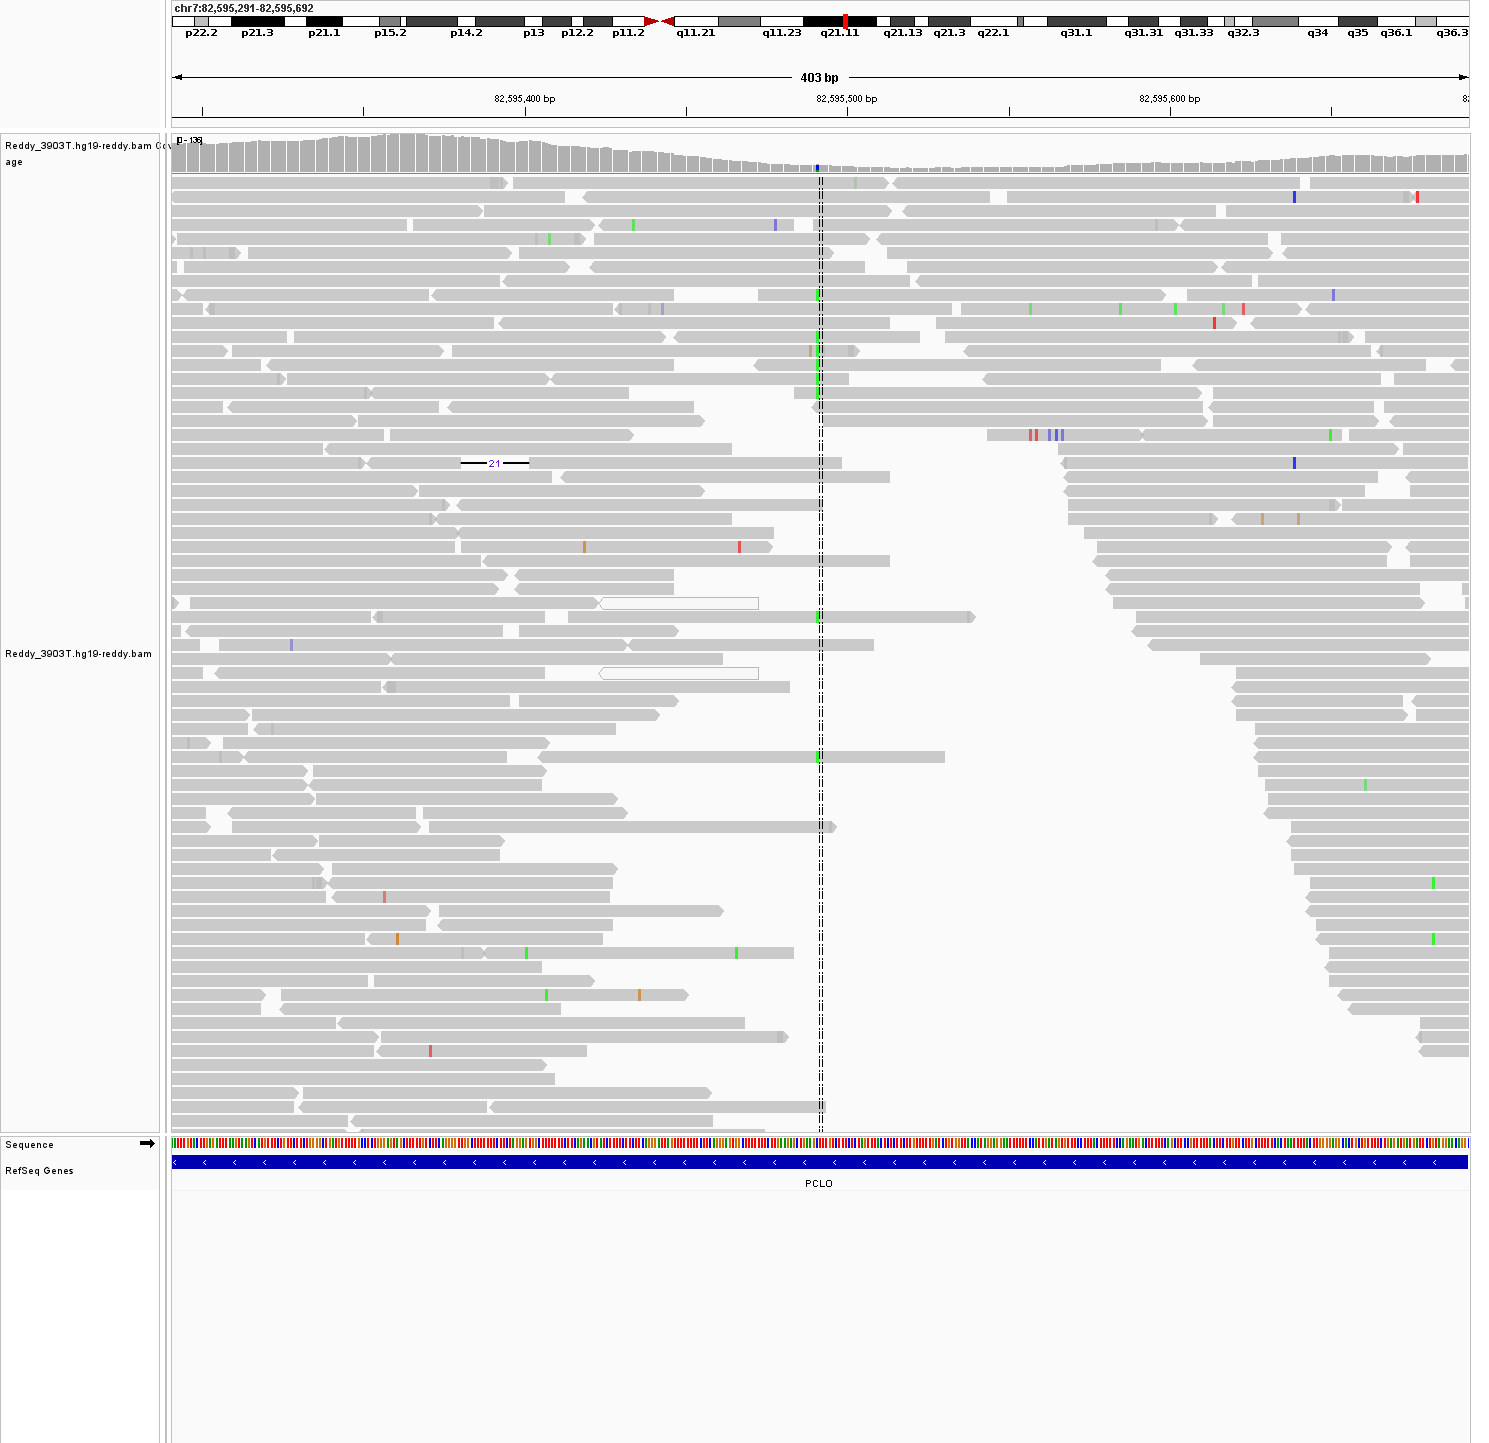 chr7:82,595,291-82,595,692
p22.2 p21.3 p21.1 p15.2 p14.2 p13 p12.2 p11.2 q11.21 q11.23 q21.11 q21.13 q21.3 q22.1 q31.1 q31.31 q31.33 q32.3 q34 q35 q36.1 q36.3
403 bp
82,595,400 bp 82,595,500 bp 82,595,600 bp 82
Reddy_3903T.hg19-reddy.bam Cov
age
[0 - 136]
21
Reddy_3903T.hg19-reddy.bam
Sequence
RefSeq Genes
PCLO